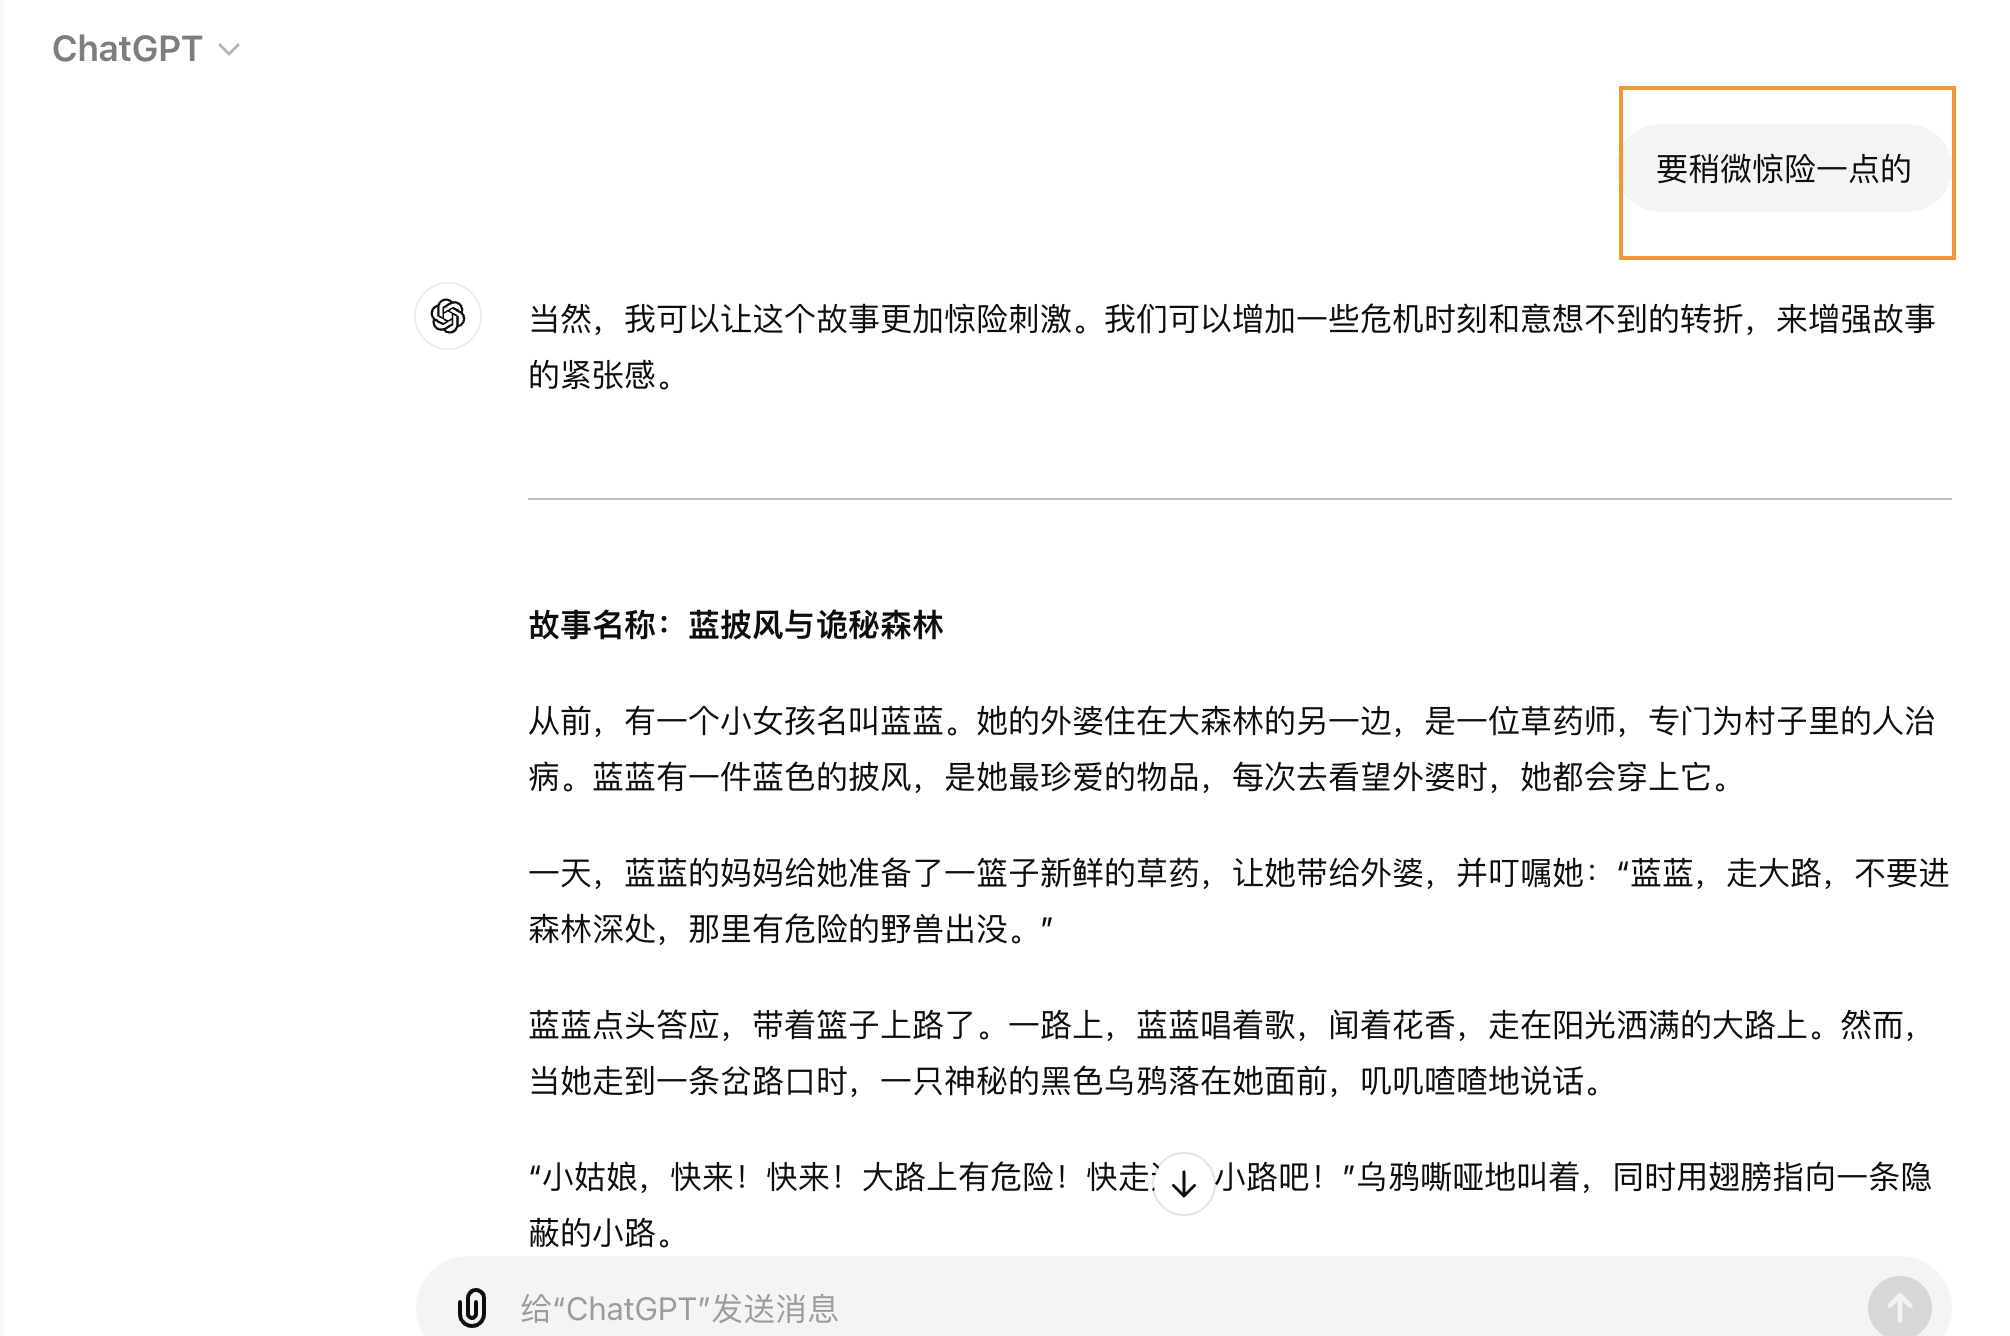 ChatGPT
要稍微惊险一点的
当然，我可以让这个故事更加惊险刺激。我们可以增加一些危机时刻和意想不到的转折，来增强故事
的紧张感。
故事名称：蓝披风与诡秘森林
从前，有一个小女孩名叫蓝蓝。她的外婆住在大森林的另一边，是一位草药师，专门为村子里的人治
病。蓝蓝有一件蓝色的披风，是她最珍爱的物品，每次去看望外婆时，她都会穿上它。
一天，蓝蓝的妈妈给她准备了一篮子新鲜的草药，让她带给外婆，并叮嘱她：“蓝蓝，走大路，不要进
森林深处，那里有危险的野兽出没。”
蓝蓝点头答应，带着篮子上路了。一路上，蓝蓝唱着歌，闻着花香，走在阳光洒满的大路上。然而，
当她走到一条岔路口时，一只神秘的黑色乌鸦落在她面前，叽叽喳喳地说话。
“小姑娘，快来！快来！大路上有危险！快走小路吧！”乌鸦嘶哑地叫着，同时用翅膀指向一条隐
蔽的小路。
给“ChatGPT”发送消息